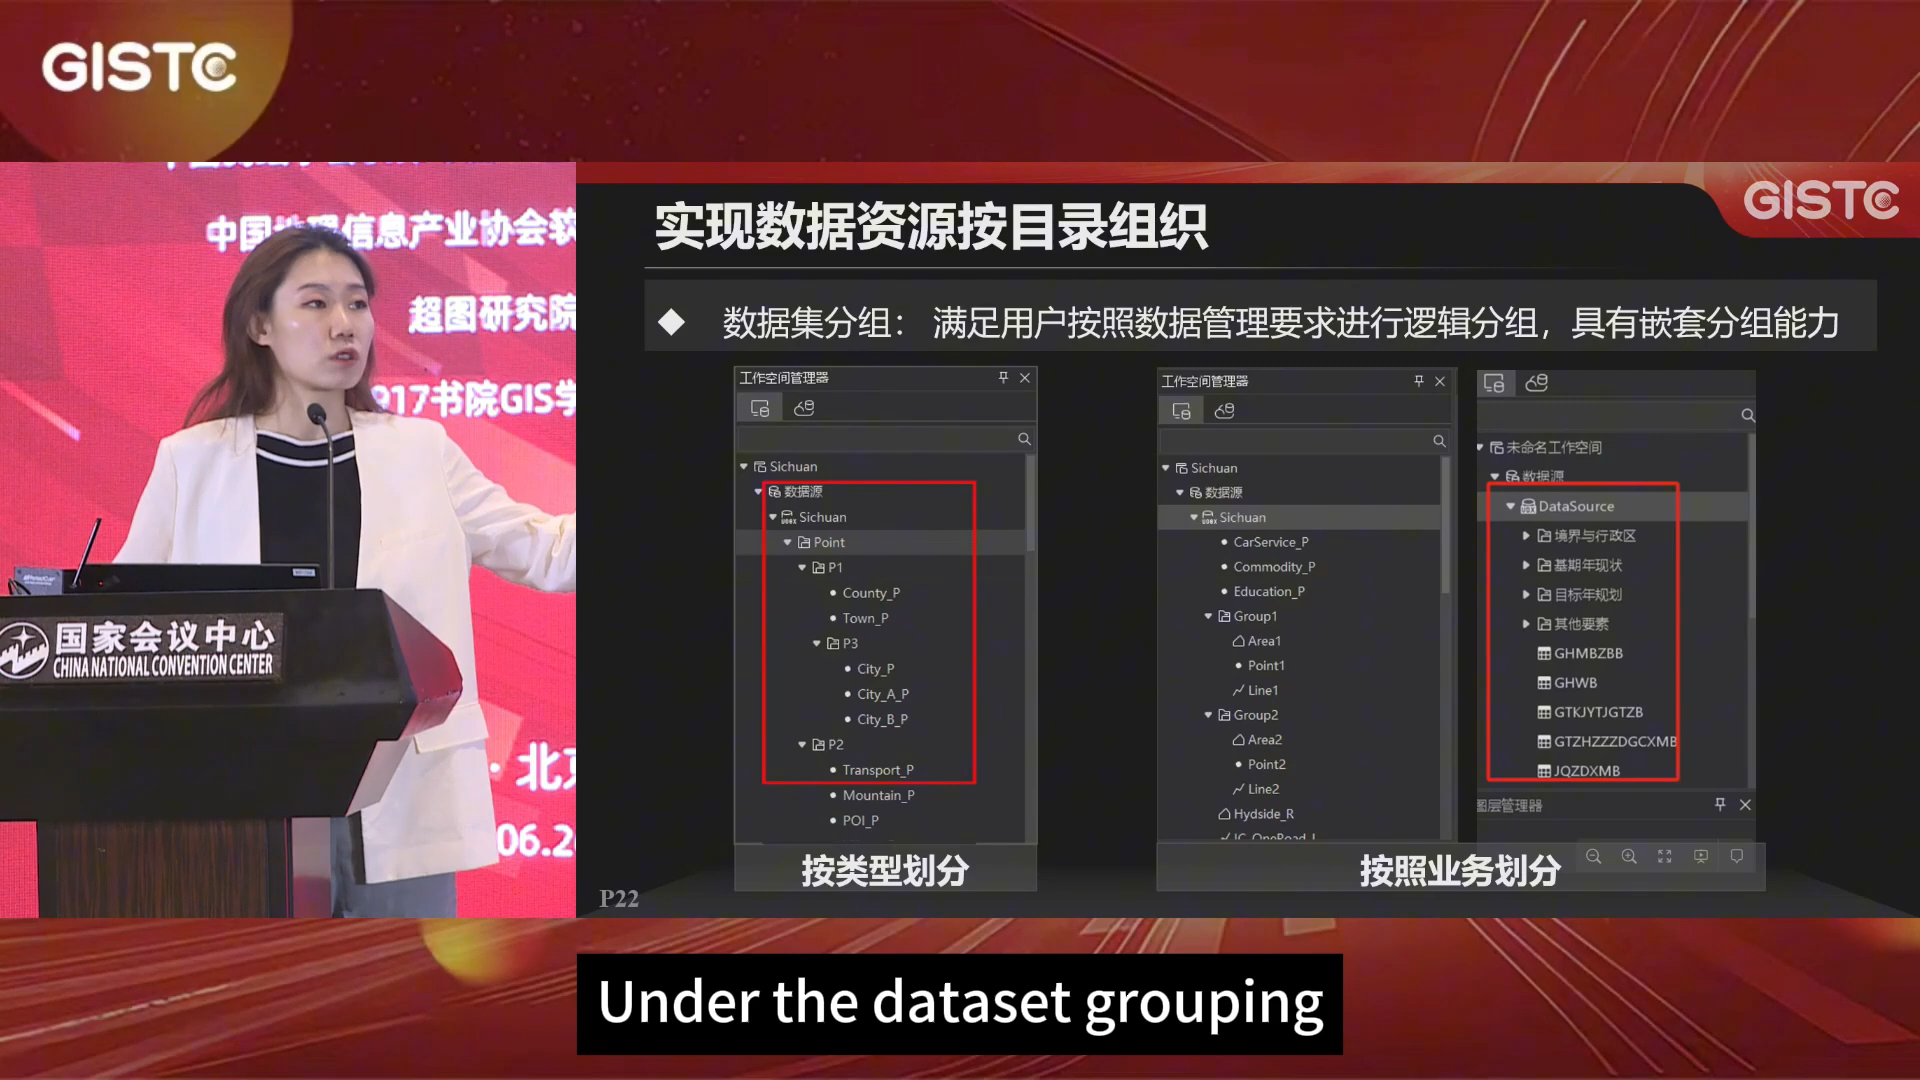 GISTC
中国地理信息产业协会软
超图研究院
917书院GIS学
北京
06.2
国家会议中心
CHINA NATIONAL CONVENTION CENTER
GISTC
实现数据资源按目录组织
◆ 数据集分组： 满足用户按照数据管理要求进行逻辑分组，具有嵌套分组能力
工作空间管理器
Sichuan
数据源
Sichuan
Point
P1
County_P
Town_P
P3
City_P
City_A_P
City_B_P
P2
Transport_P
Mountain_P
POI_P
按类型划分
工作空间管理器
Sichuan
数据源
Sichuan
CarService_P
Commodity_P
Education_P
Group1
Area1
Point1
Line1
Group2
Area2
Point2
Line2
Hydside_R
未命名工作空间
数据源
DataSource
境界与行政区
基期年现状
目标年规划
其他要素
GHMBZBB
GHWB
GTKJYTJGTZB
GTZHZZZDGCXMB
JQZDXMB
图层管理器
按照业务划分
P22
Under the dataset grouping